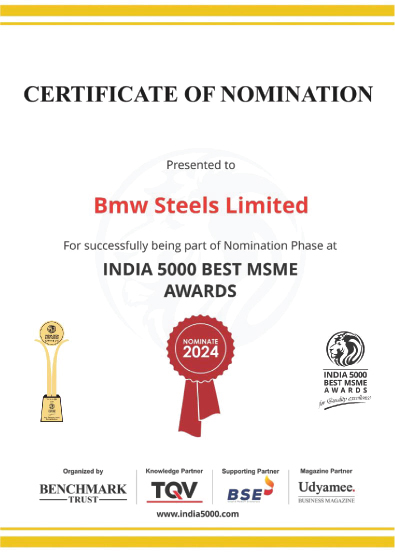 CERTIFICATE OF NOMINATION
Presented to
Bmw Steels Limited
For successfully being part of Nomination Phase at
INDIA 5000 BEST MSME
AWARDS
NOMINATE
2024
INDIA 5000
BEST MSME
AWARDS
for Quality excellence
Organized by
BENCHMARK
TRUST
Knowledge Partner
TQV
Supporting Partner
BSE
Magazine Partner
Udyamee.
BUSINESS MAGAZINE
www.india5000.com